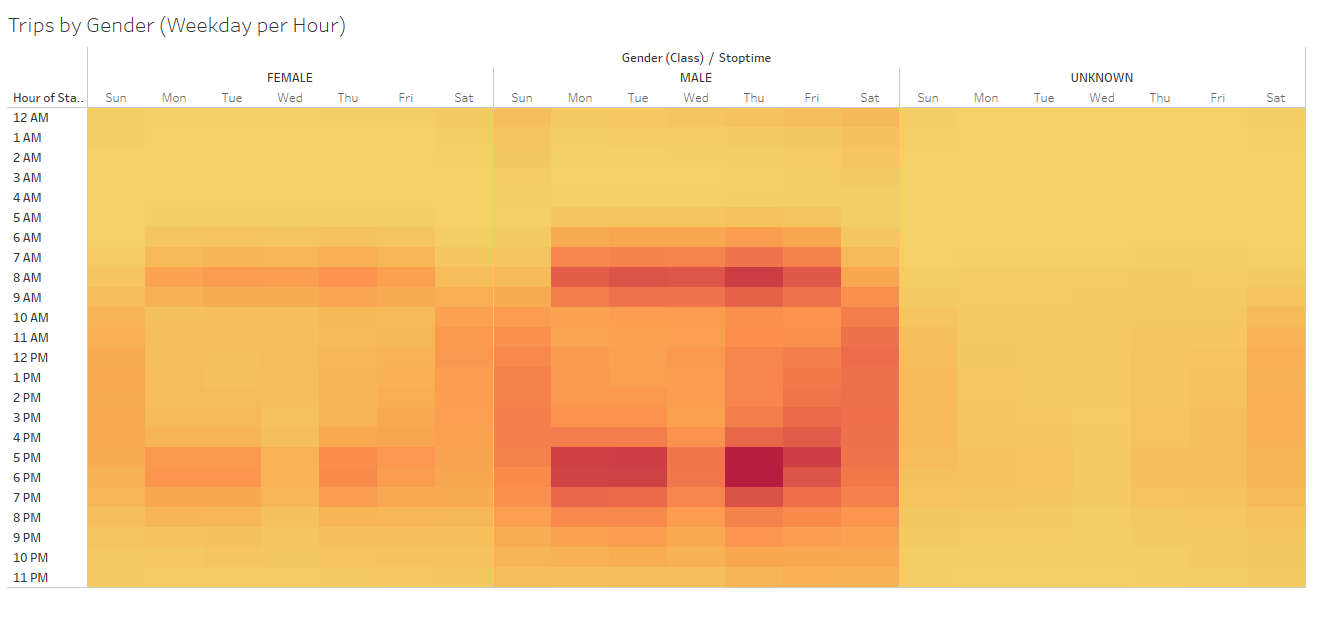 Trips by Gender (Weekday per Hour)
Gender (Class) / Stoptime
FEMALE MALE UNKNOWN
Hour of Sta.. Sun Mon Tue Wed Thu Fri Sat Sun Mon Tue Wed Thu Fri Sat Sun Mon Tue Wed Thu Fri Sat
12 AM
1 AM
2 AM
3 AM
4 AM
5 AM
6 AM
7 AM
8 AM
9 AM
10 AM
11 AM
12 PM
1 PM
2 PM
3 PM
4 PM
5 PM
6 PM
7 PM
8 PM
9 PM
10 PM
11 PM